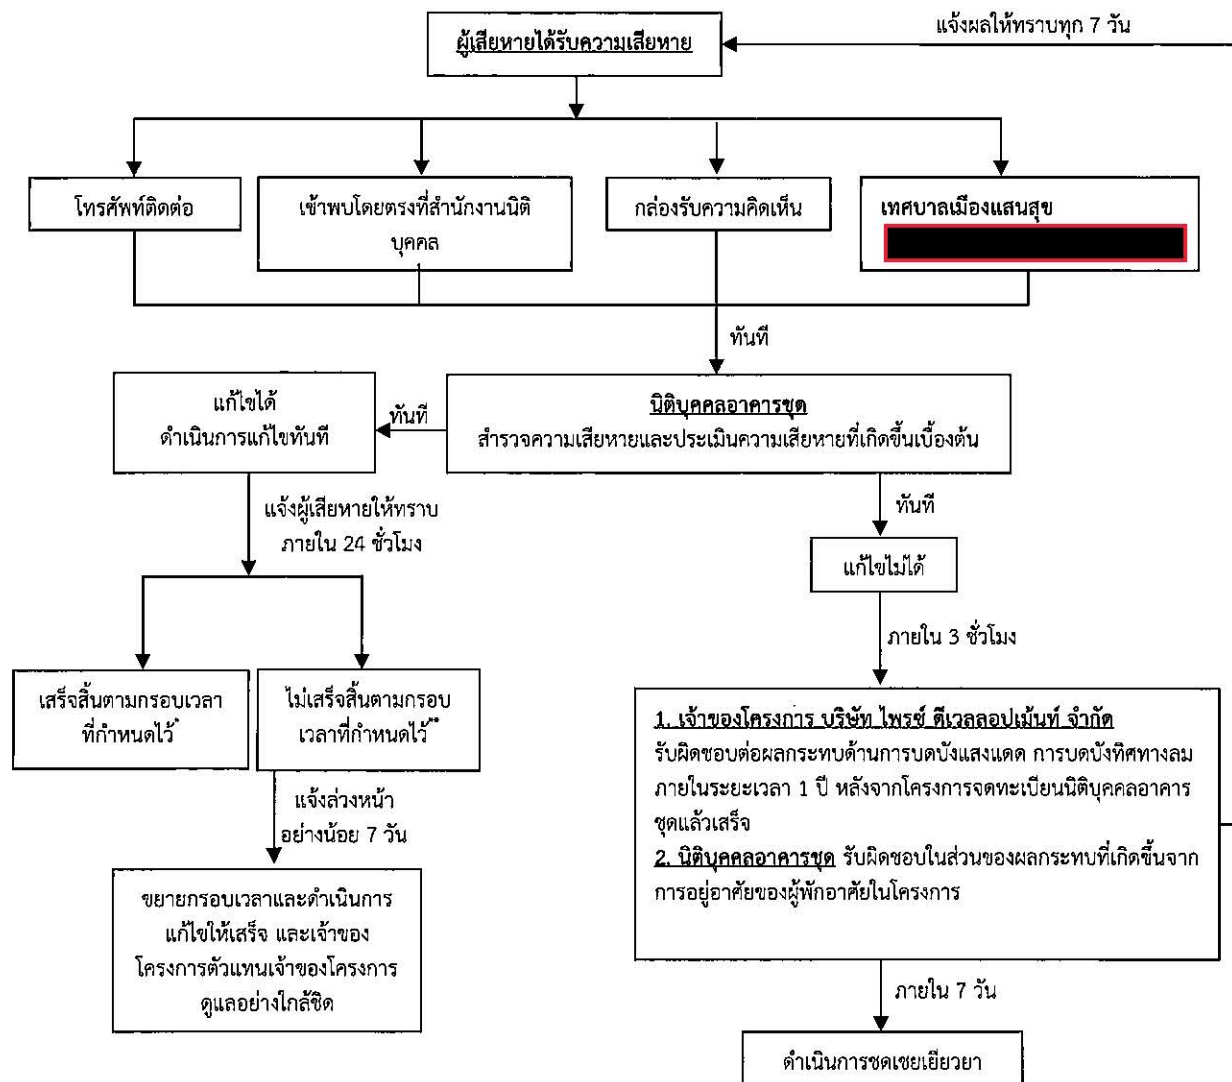 แจ้งผลให้ทราบทุก 7 วัน
ผู้เสียหายได้รับความเสียหาย
โทรศัพท์ติดต่อ
เข้าพบโดยตรงที่สำนักงานนิติ
บุคคล
กล่องรับความคิดเห็น
เทศบาลเมืองแสนสุข
ทันที
แก้ไขได้
ดำเนินการแก้ไขทันที
ทันที
นิติบุคคลอาคารชุด
สำรวจความเสียหายและประเมินความเสียหายที่เกิดขึ้นเบื้องต้น
แจ้งผู้เสียหายให้ทราบ
ภายใน 24 ชั่วโมง
ทันที
แก้ไขไม่ได้
ภายใน 3 ชั่วโมง
เสร็จสิ้นตามกรอบเวลา
ที่กำหนดไว้*
ไม่เสร็จสิ้นตามกรอบ
เวลาที่กำหนดไว้**
แจ้งล่วงหน้า
อย่างน้อย 7 วัน
ขยายกรอบเวลาและดำเนินการ
แก้ไขให้เสร็จ และเจ้าของ
โครงการตัวแทนเจ้าของโครงการ
ดูแลอย่างใกล้ชิด
1. เจ้าของโครงการ บริษัท ไพรซ์ ดีเวลลอปเม้นท์ จำกัด
รับผิดชอบต่อผลกระทบด้านการบดบังแสงแดด การบดบังทิศทางลม
ภายในระยะเวลา 1 ปี หลังจากโครงการจดทะเบียนนิติบุคคลอาคาร
ชุดแล้วเสร็จ
2. นิติบุคคลอาคารชุด รับผิดชอบในส่วนของผลกระทบที่เกิดขึ้นจาก
การอยู่อาศัยของผู้พักอาศัยในโครงการ
ภายใน 7 วัน
ดำเนินการชดเชยเยียวยา